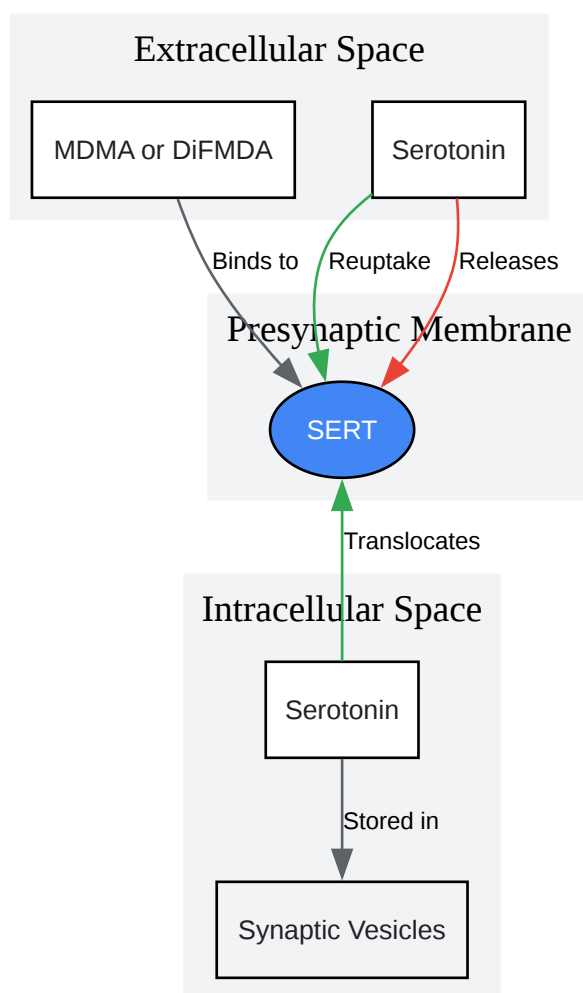 Extracellular Space
MDMA or DiFMDA
Serotonin
Binds to
Reuptake
Releases
Presynaptic Membrane
SERT
Translocates
Intracellular Space
Serotonin
Stored in
Synaptic Vesicles